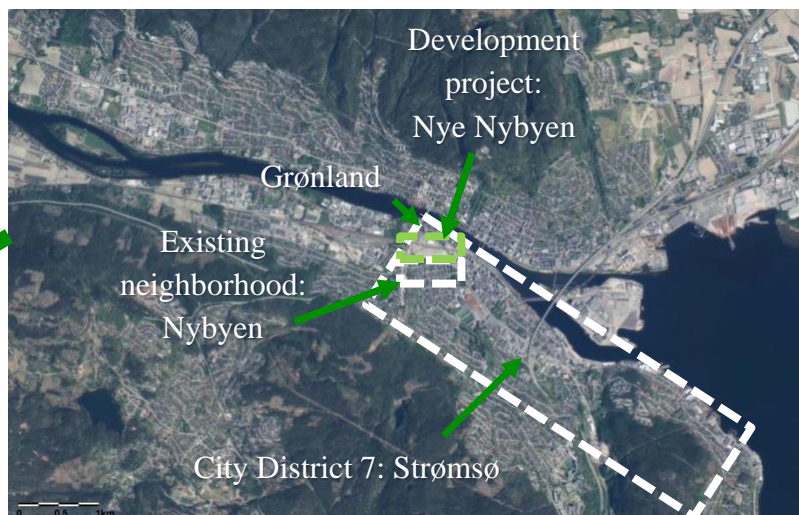 Development
project:
Nye Nybyen
Grønland
Existing
neighborhood:
Nybyen
City District 7: Strømsø
0 0.5 1km